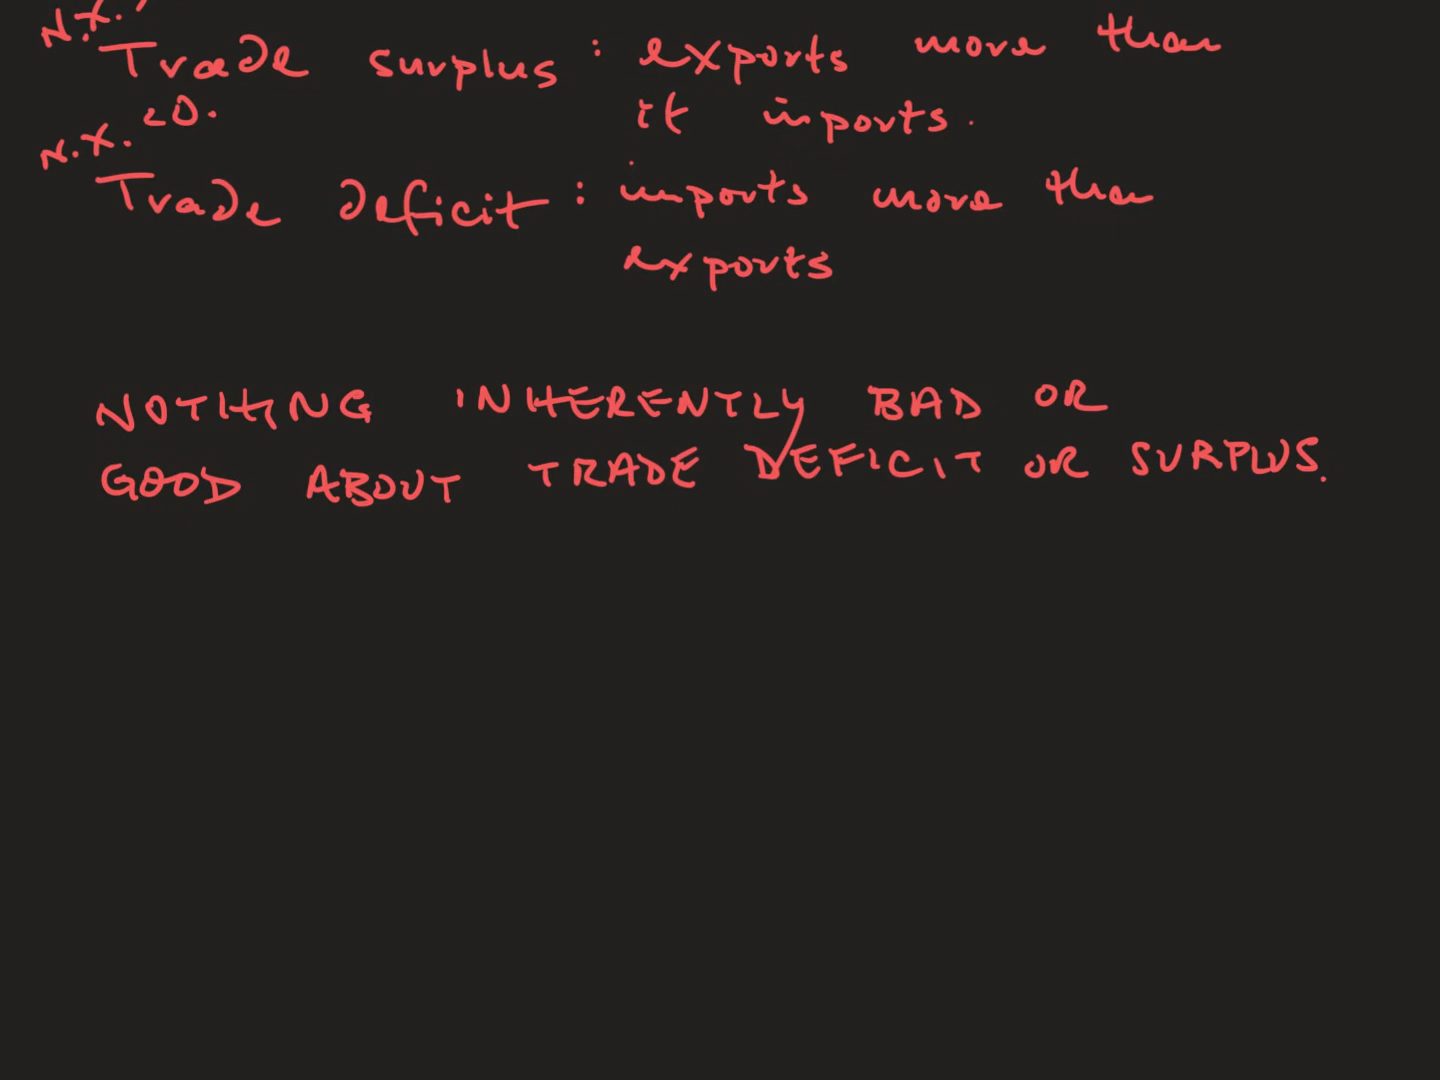 N.X.
Trade surplus : exports more than
it imports.
N.X. <0.
Trade deficit : imports more than
exports
NOTHING INHERENTLY BAD OR
GOOD ABOUT TRADE DEFICIT OR SURPLUS.